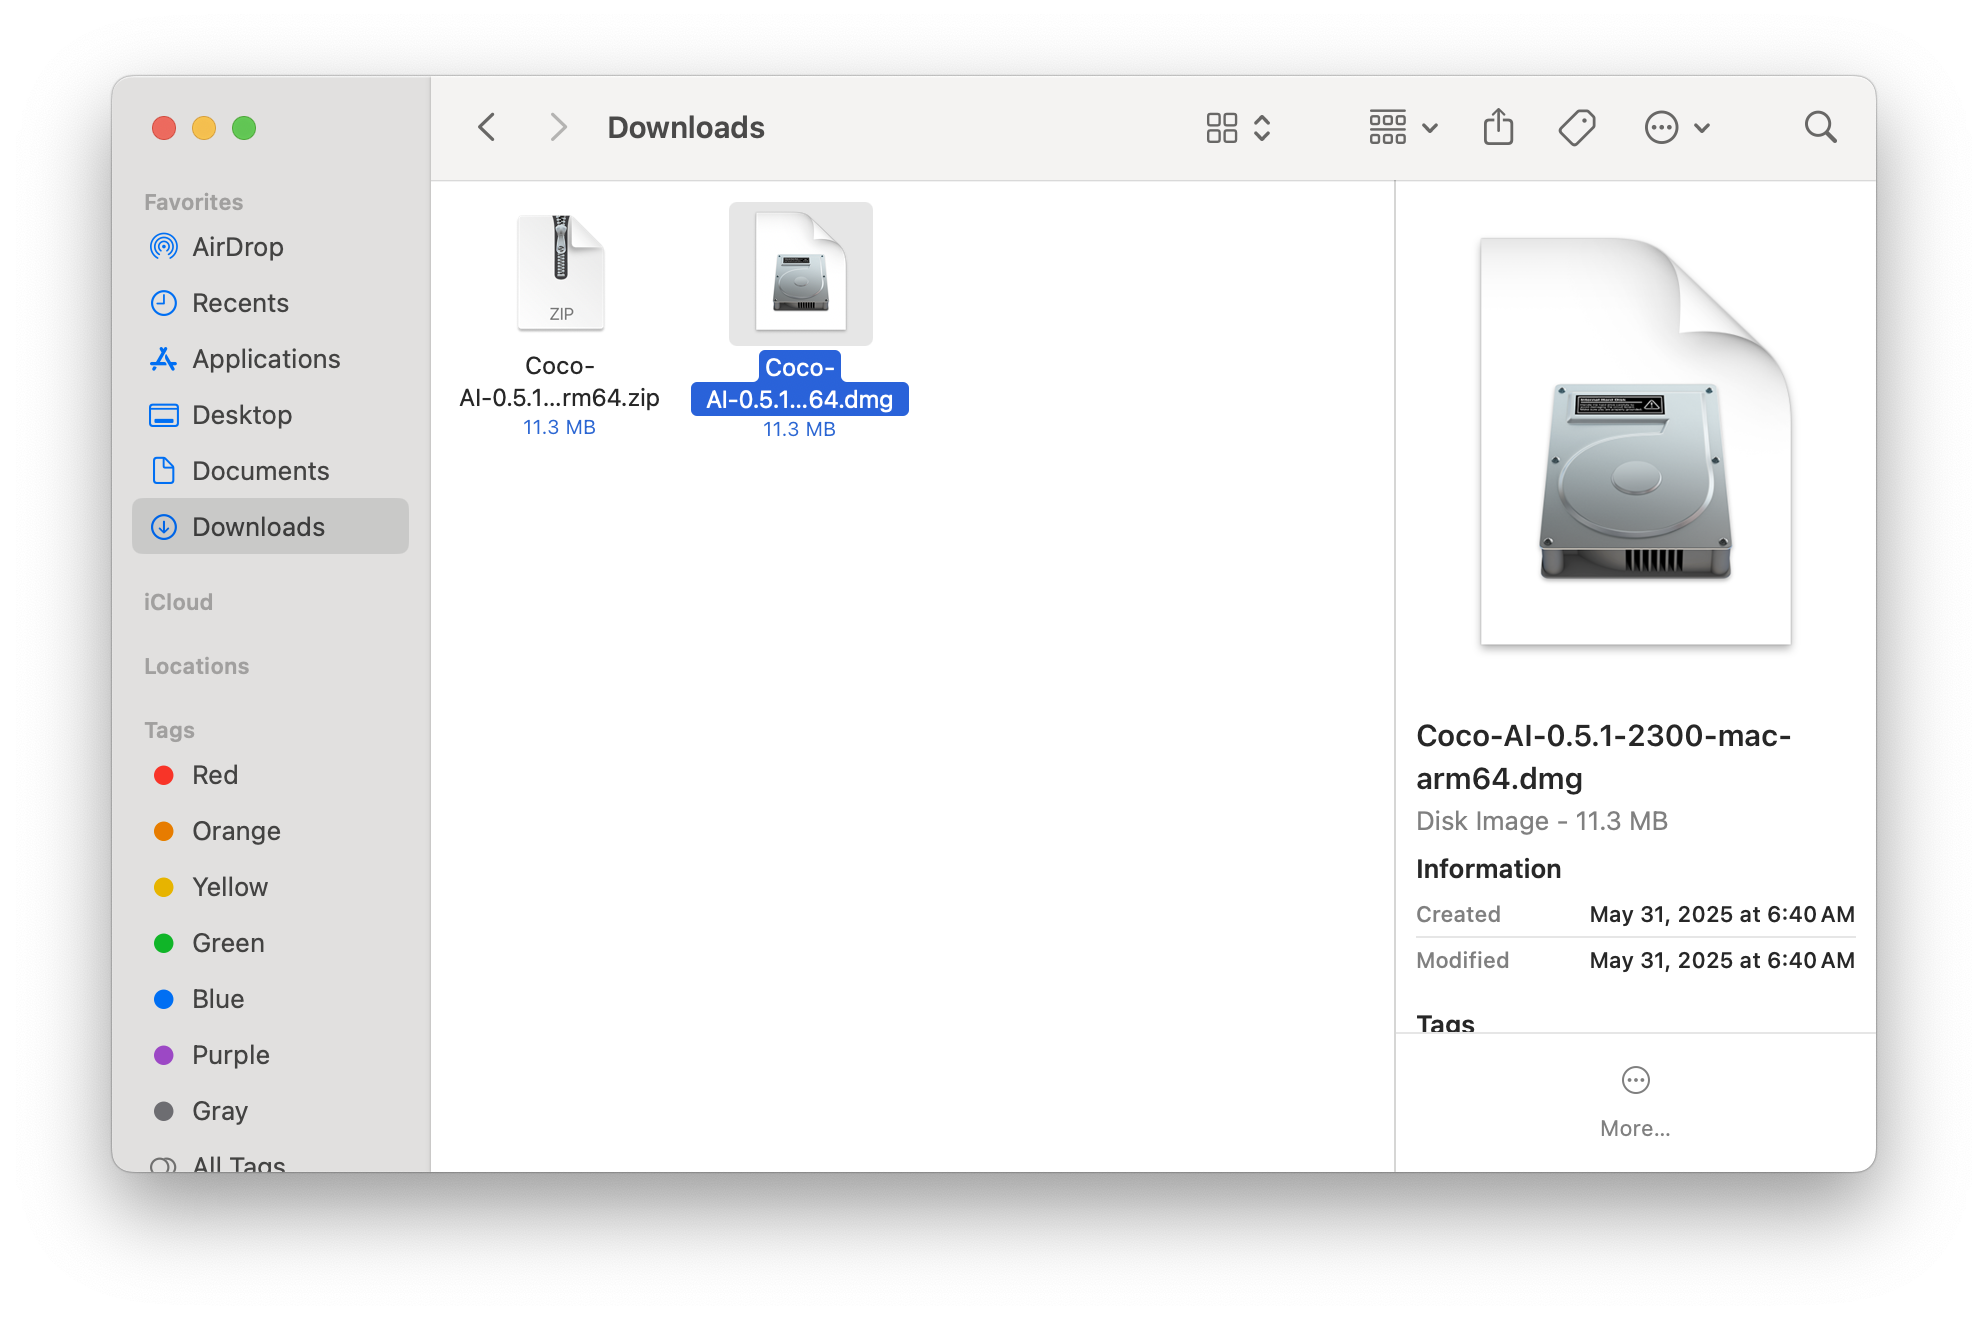 Downloads
Favorites
AirDrop
Recents
Applications
Desktop
Documents
Downloads
iCloud
Locations
Tags
Red
Orange
Yellow
Green
Blue
Purple
Gray
All Tags
ZIP
Coco-
AI-0.5.1...rm64.zip
11.3 MB
Coco-
AI-0.5.1...64.dmg
11.3 MB
Coco-AI-0.5.1-2300-mac-
arm64.dmg
Disk Image - 11.3 MB
Information
Created May 31, 2025 at 6:40 AM
Modified May 31, 2025 at 6:40 AM
Tags
More...